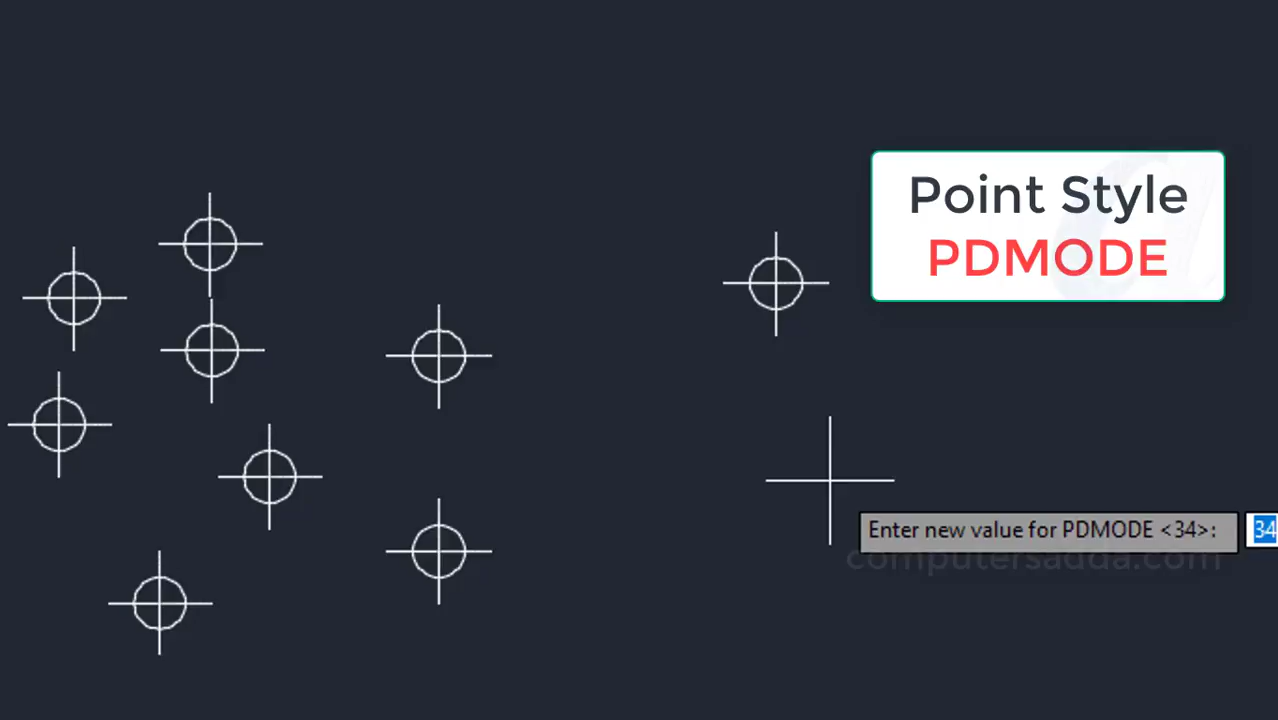 Point Style
PDMODE
Enter new value for PDMODE <34>:
34
computersadda.com